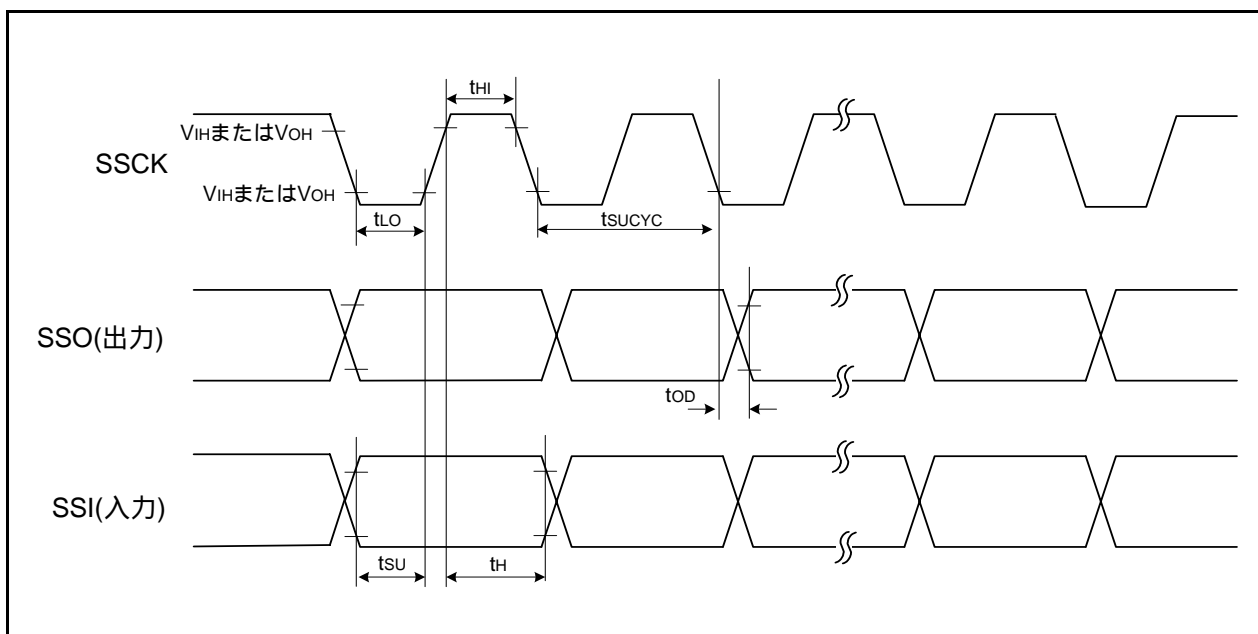 tHI
VIHまたはVOH
SSCK
VIHまたはVOH
tLO
tSUCYC
SSO(出力)
tOD
SSI(入力)
tSU
tH